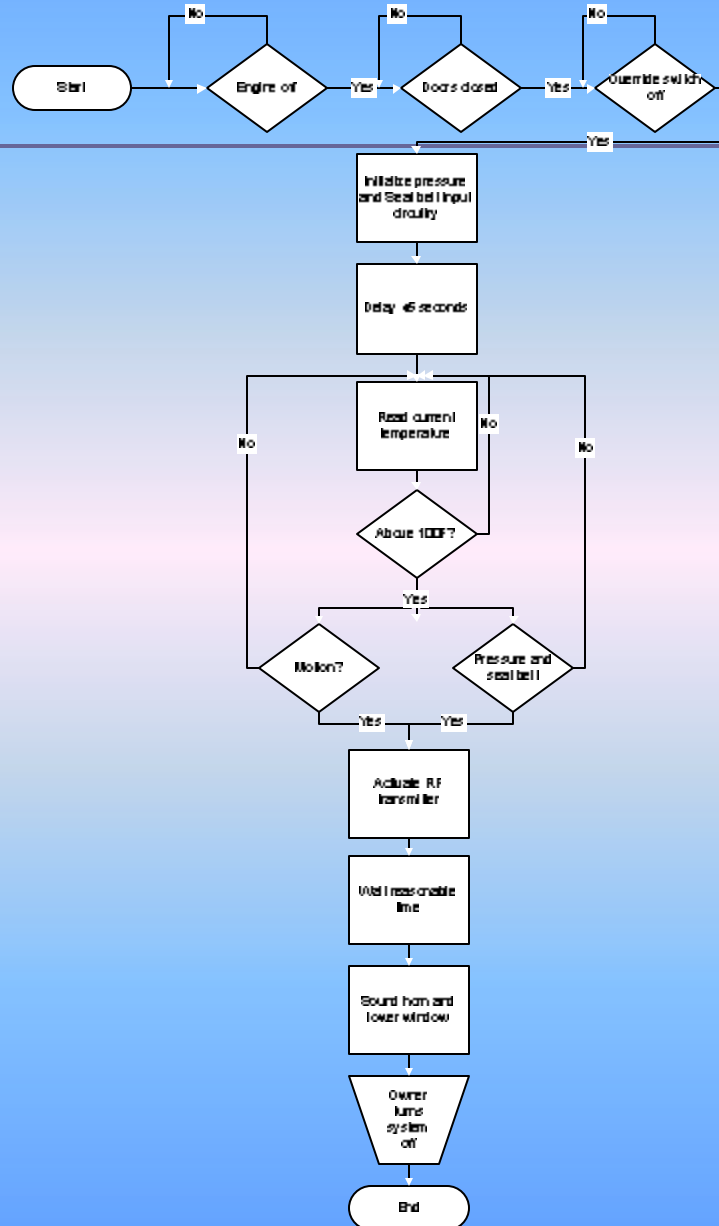 No
No
No
Start
Engine off
Yes
Doors closed
Yes
Override switch
off
Yes
Initialize pressure
and Seat belt input
circuitry
Delay 45 seconds
Read current
temperature
No
No
No
Above 100F?
Yes
Motion?
Pressure and
seat belt
Yes
Yes
Activate RF
transmitter
Wait reasonable
time
Sound horn and
lower window
Owner
turns
system
off
End